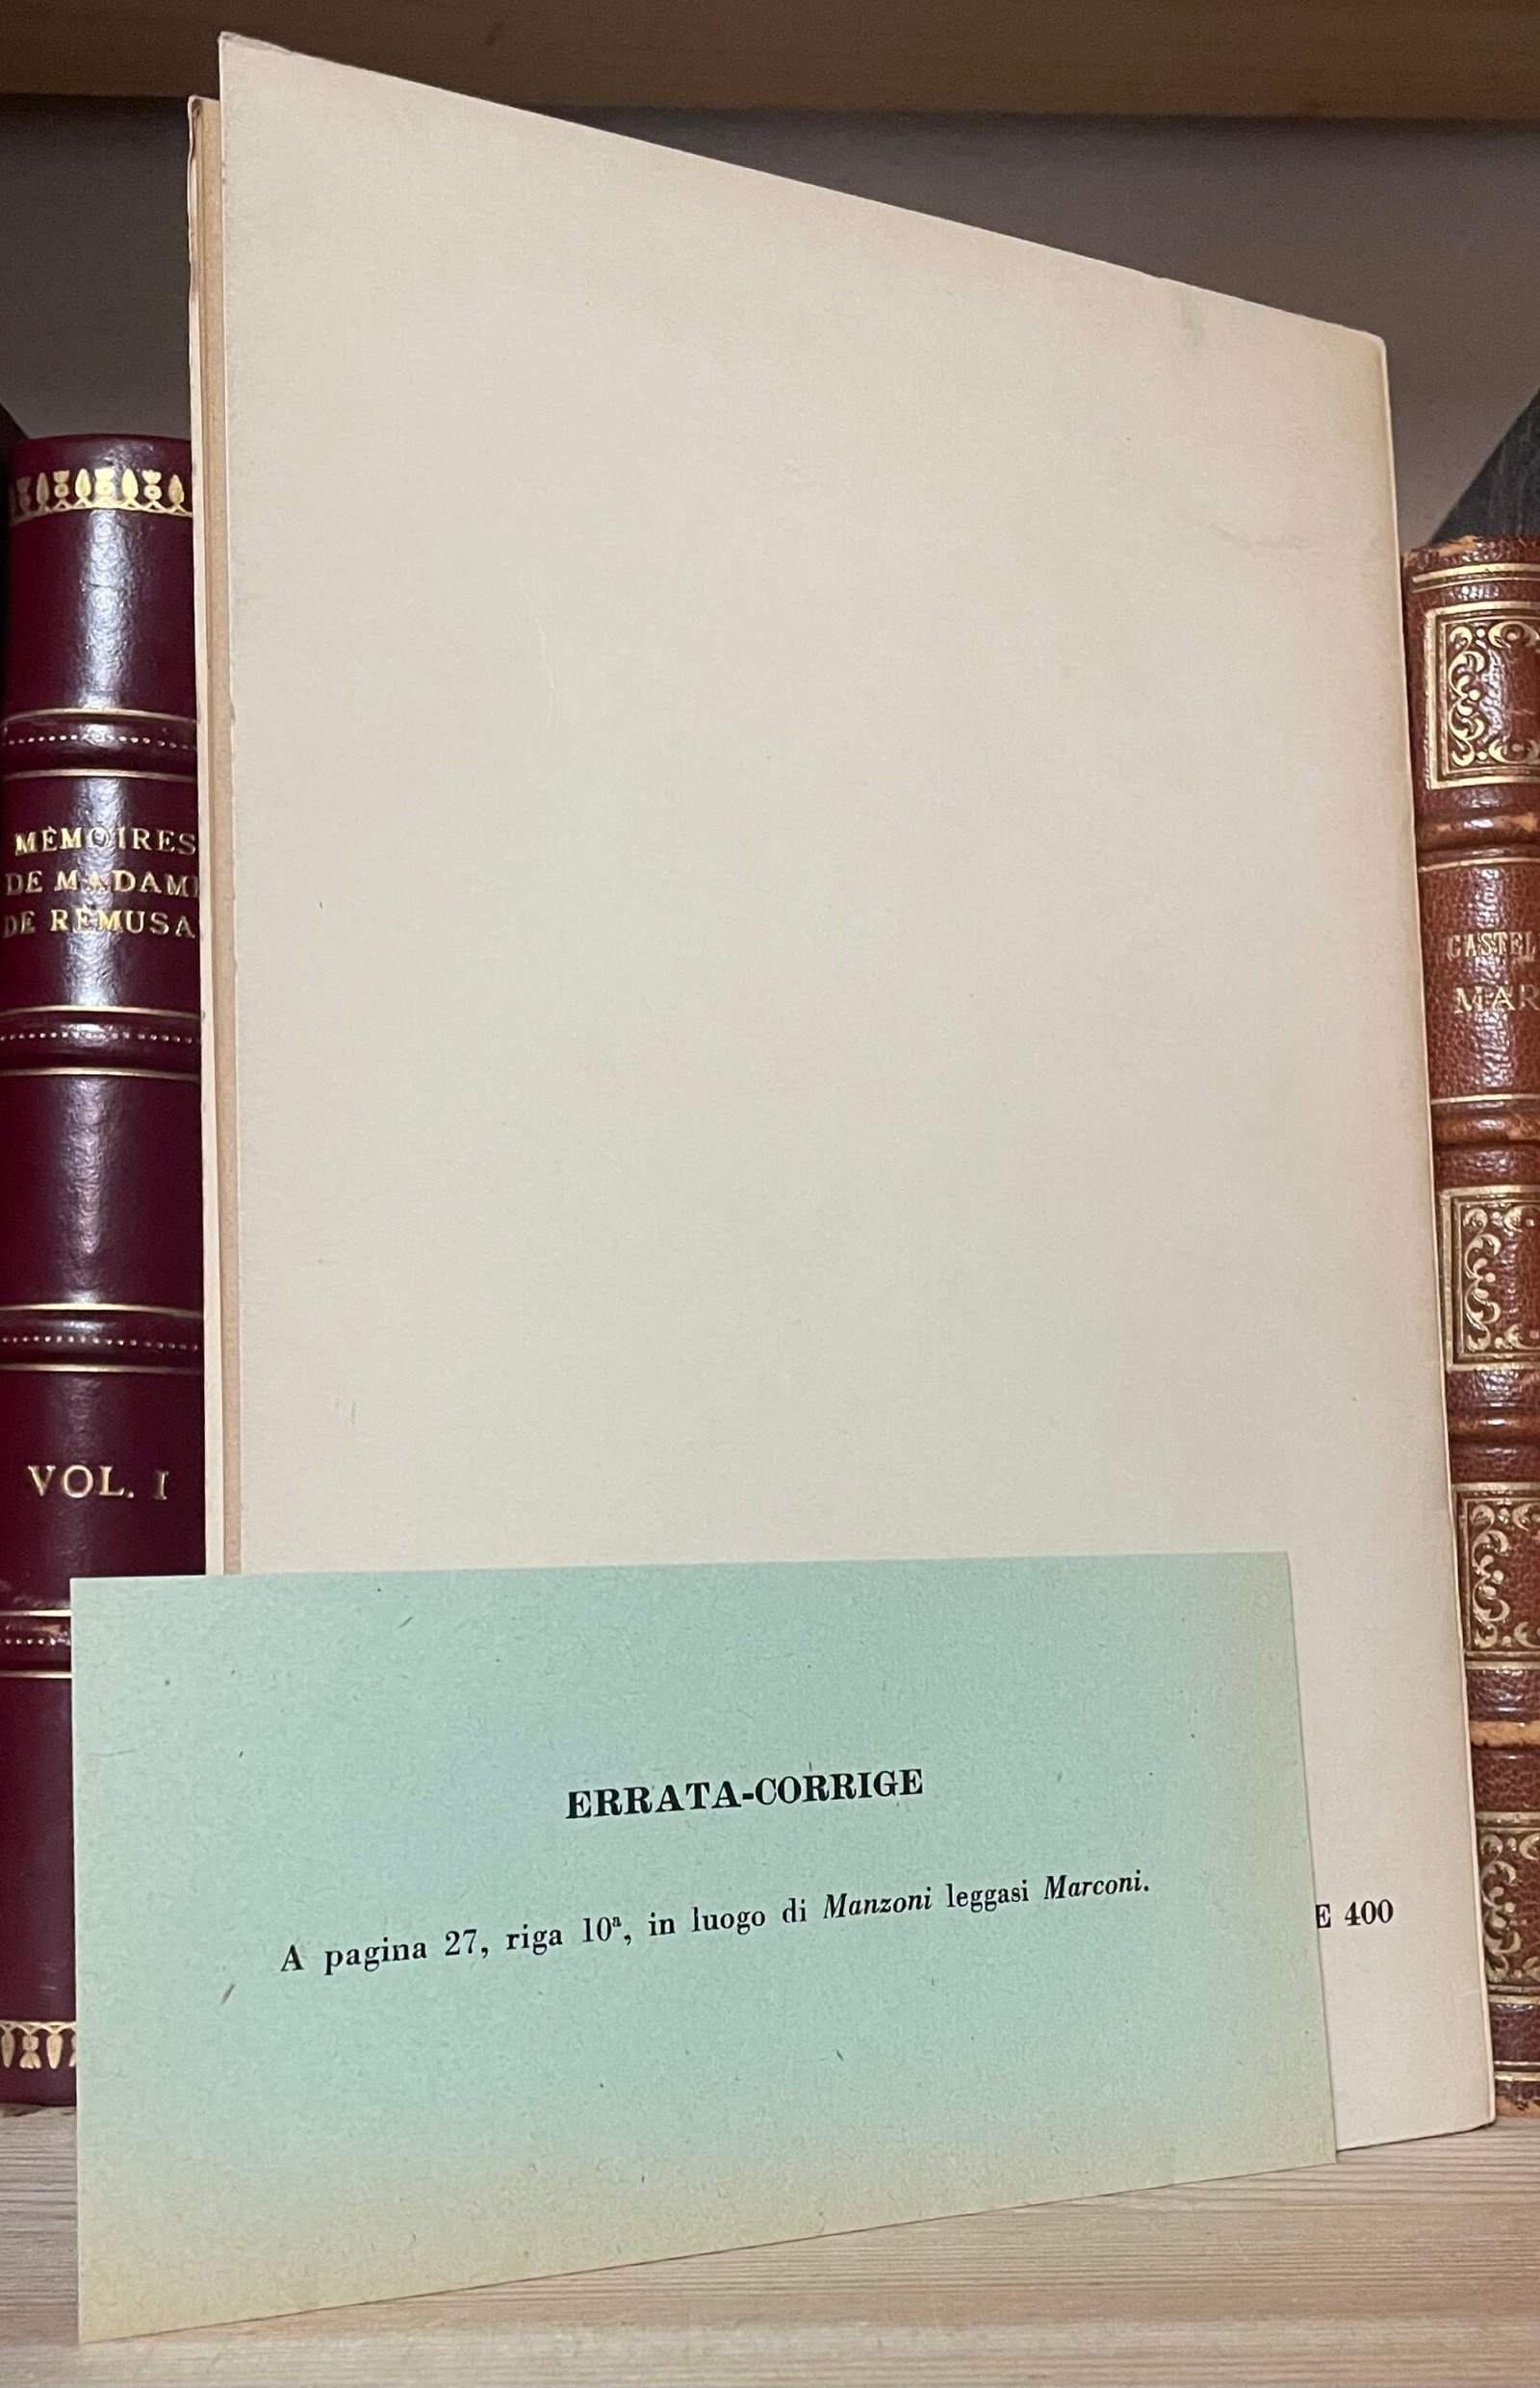 MÉMOIRES
DE MADAM
DE RÉMUSA
VOL. I
CASTEL
MAR
ERRATA-CORRIGE
A pagina 27, riga 10ª, in luogo di Manzoni leggasi Marconi.
E 400